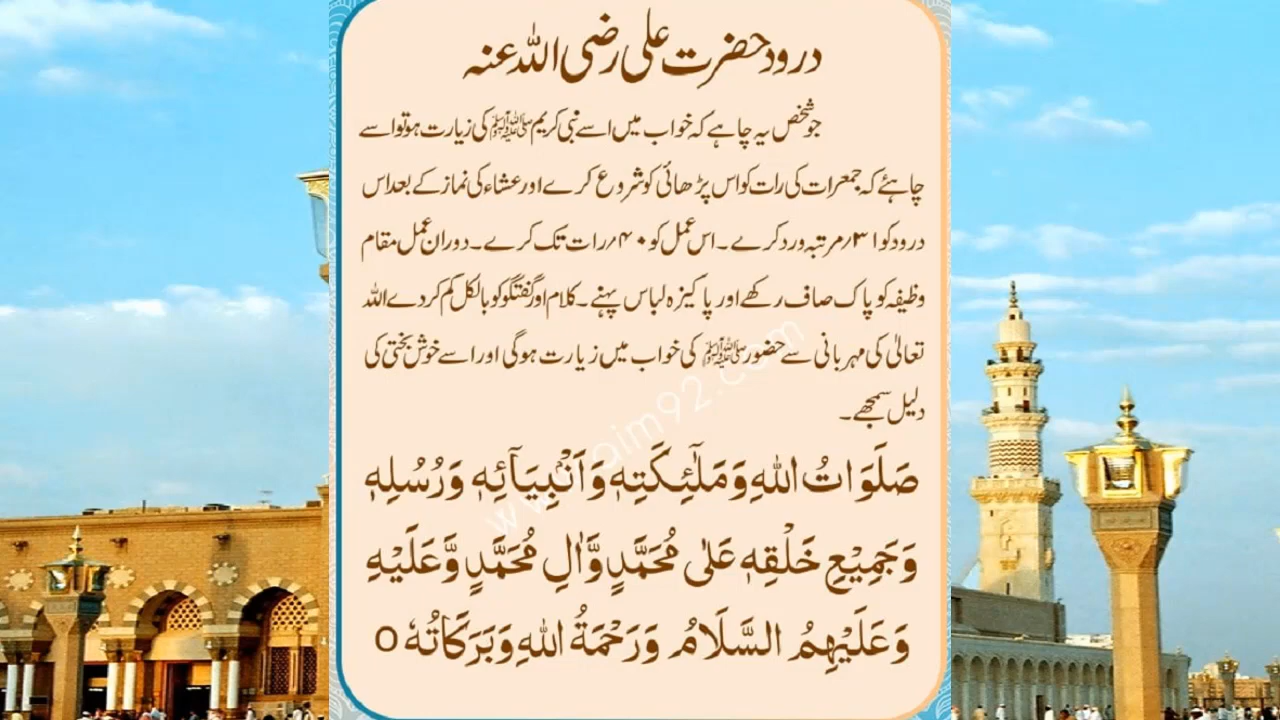 درود حضرت علی رضی اللہ عنہ
جو شخص یہ چاہے کہ خواب میں اسے نبی کریم ﷺ کی زیارت ہو تو اسے
چاہئے کہ جمعرات کی رات کو اس پڑھائی کو شروع کرے اور عشاء کی نماز کے بعد اس
درود کو ۳۱/مرتبہ ورد کرے۔ اس عمل کو ۴۰/رات تک کرے۔ دوران عمل مقام
وظیفہ کو پاک صاف رکھے اور پاکیزہ لباس پہنے۔ کلام اور گفتگو کو بالکل کم کردے اللہ
تعالیٰ کی مہربانی سے حضور ﷺ کی خواب میں زیارت ہوگی اور اسے خوش بختی کی
دلیل سمجھے۔
صَلَوَاتُ اللهِ وَمَلٰٓئِكَتِهٖ وَاَنْۢبِيَآئِهٖ وَرُسُلِهٖ
وَجَمِيْعِ خَلْقِهٖ عَلٰى مُحَمَّدٍ وَّاٰلِ مُحَمَّدٍ وَّعَلَيْهِ
وَعَلَيْهِمُ السَّلَامُ وَرَحْمَةُ اللهِ وَبَرَكَاتُهٗ ٥